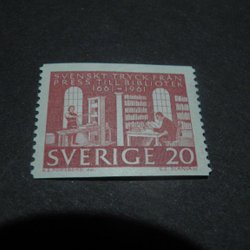 SVENSKT TRYCK FRÅN
PRESS TILL BIBLIOTEK
1661-1961
SVERIGE 20